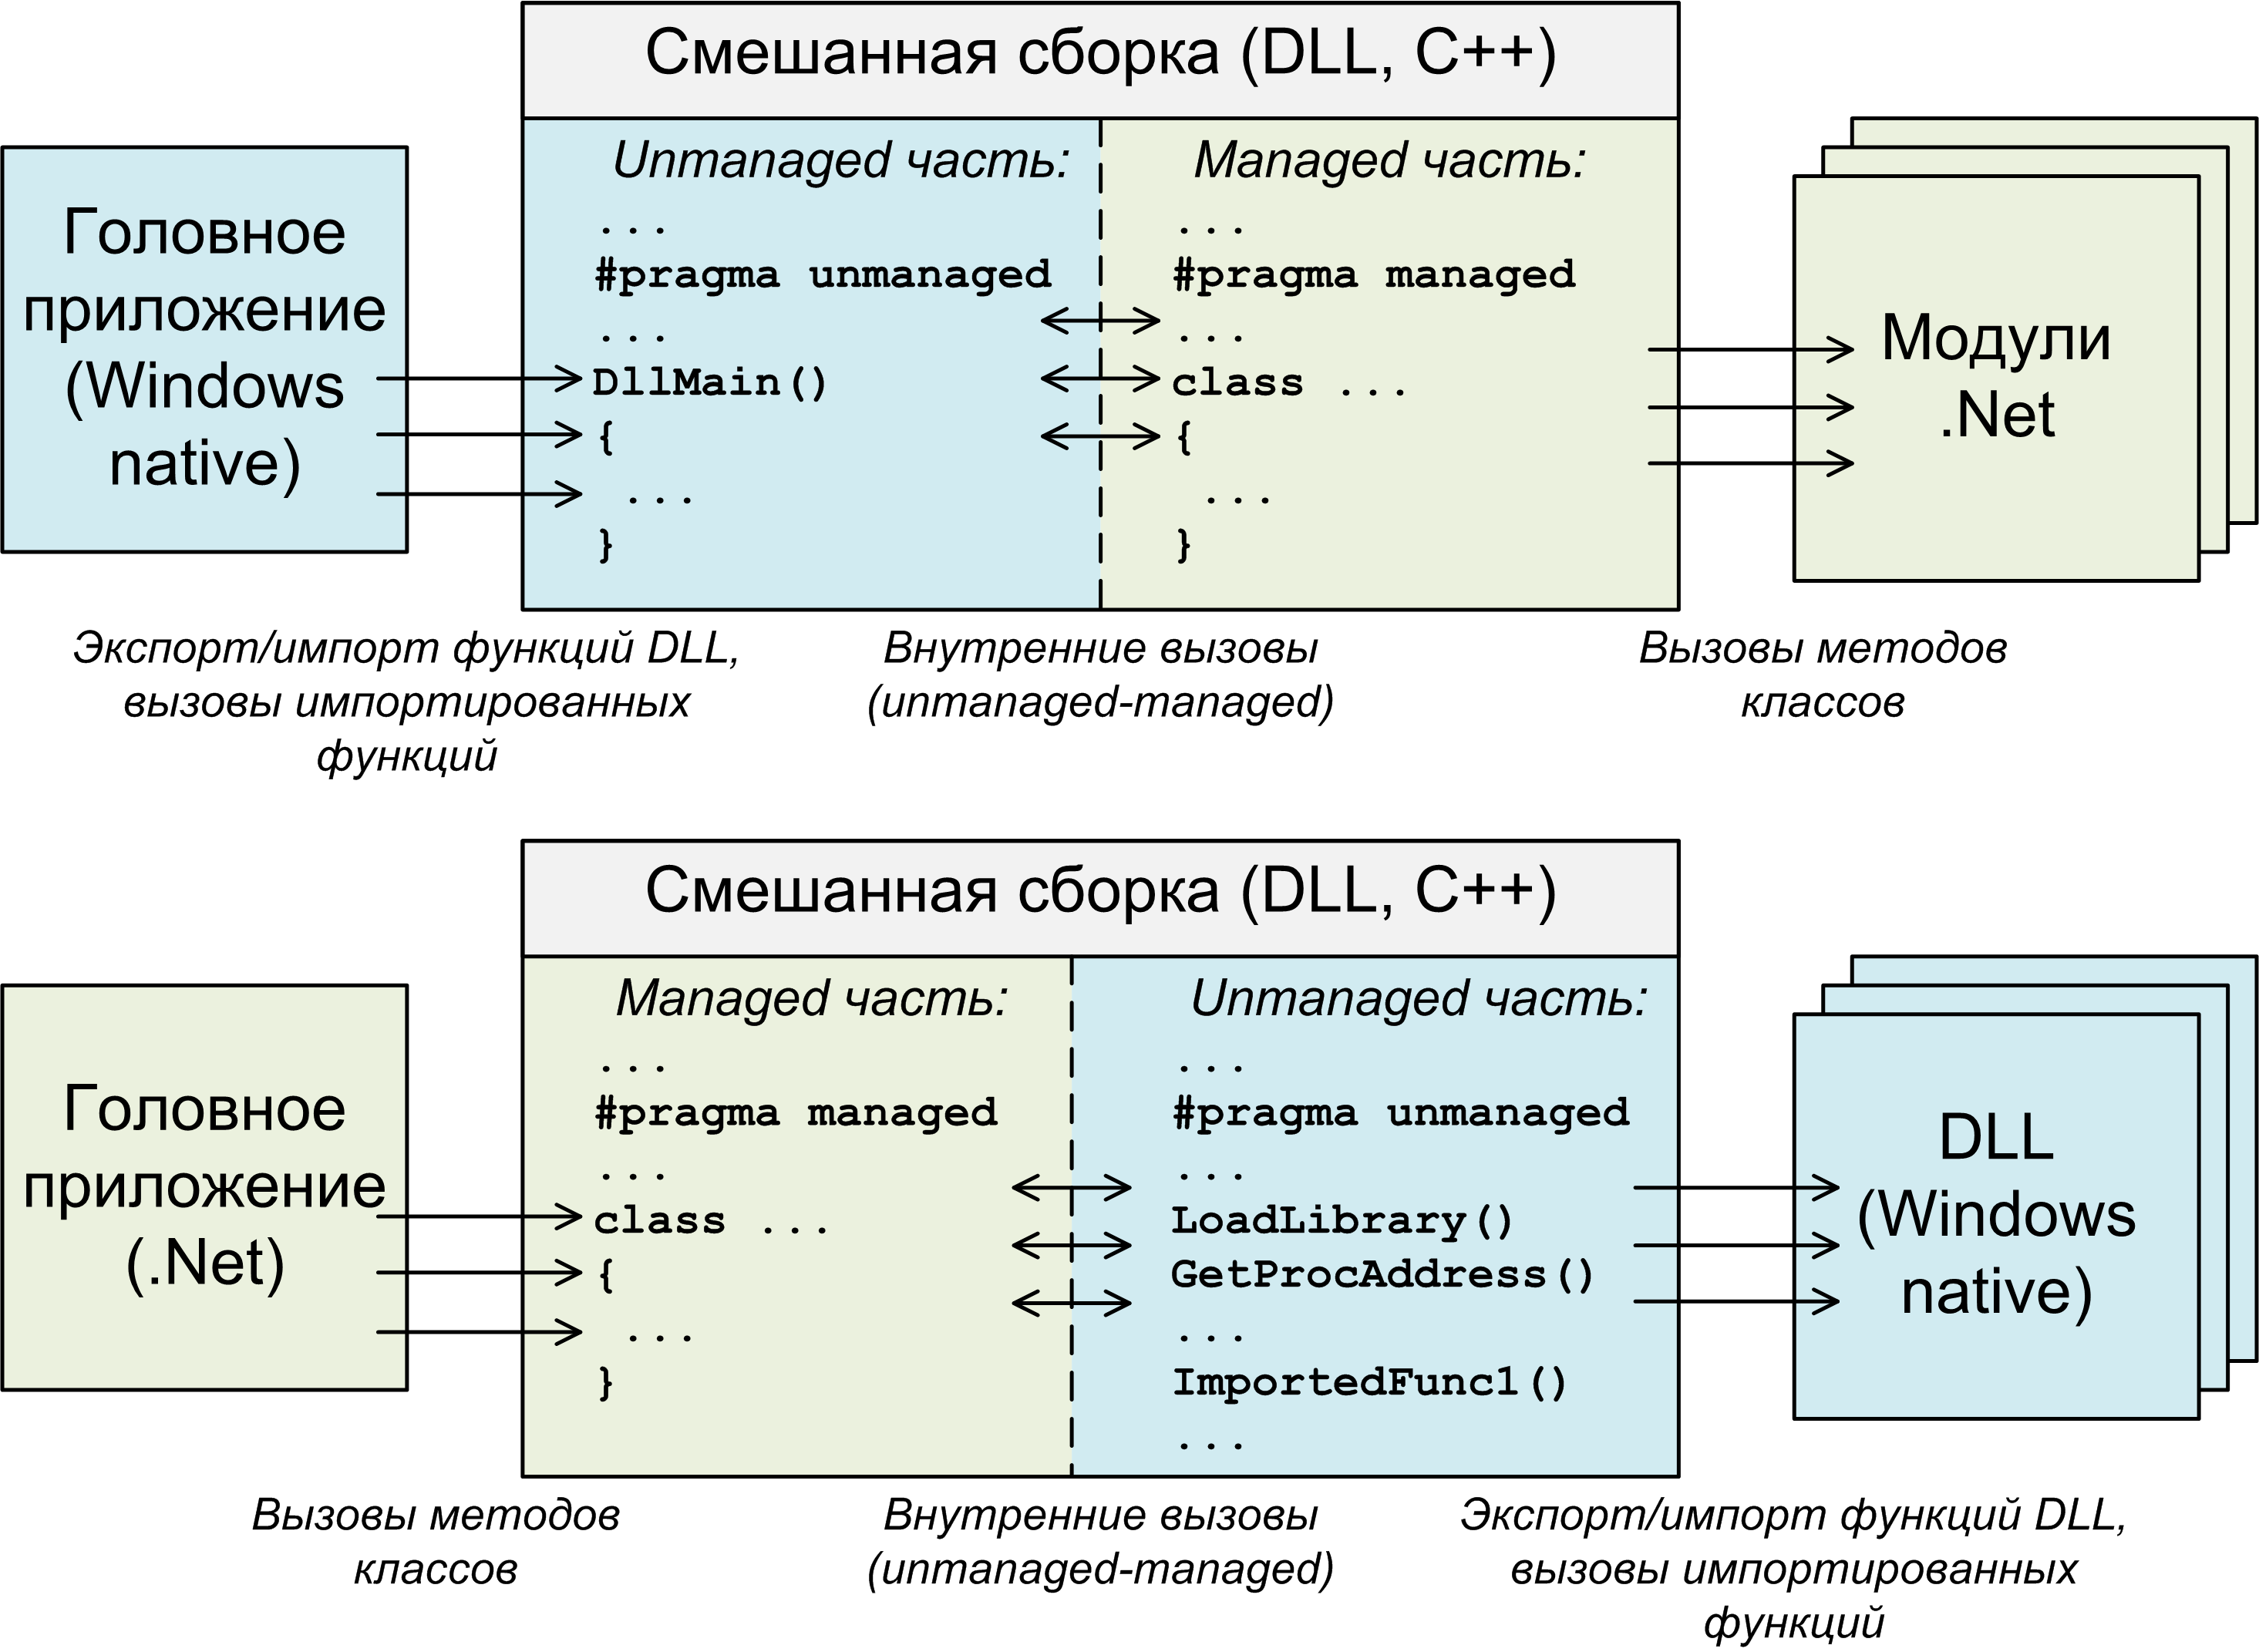 Смешанная сборка (DLL, C++)
Головное
приложение
(Windows
native)
Unmanaged часть:
...
#pragma unmanaged
...
DllMain()
{
...
}
Managed часть:
...
#pragma managed
...
class ...
{
...
}
Модули
.Net
Экспорт/импорт функций DLL,
вызовы импортированных
функций
Внутренние вызовы
(unmanaged-managed)
Вызовы методов
классов
Смешанная сборка (DLL, C++)
Головное
приложение
(.Net)
Managed часть:
...
#pragma managed
...
class ...
{
...
}
Unmanaged часть:
...
#pragma unmanaged
...
LoadLibrary()
GetProcAddress()
...
ImportedFunc1()
...
DLL
(Windows
native)
Вызовы методов
классов
Внутренние вызовы
(unmanaged-managed)
Экспорт/импорт функций DLL,
вызовы импортированных
функций